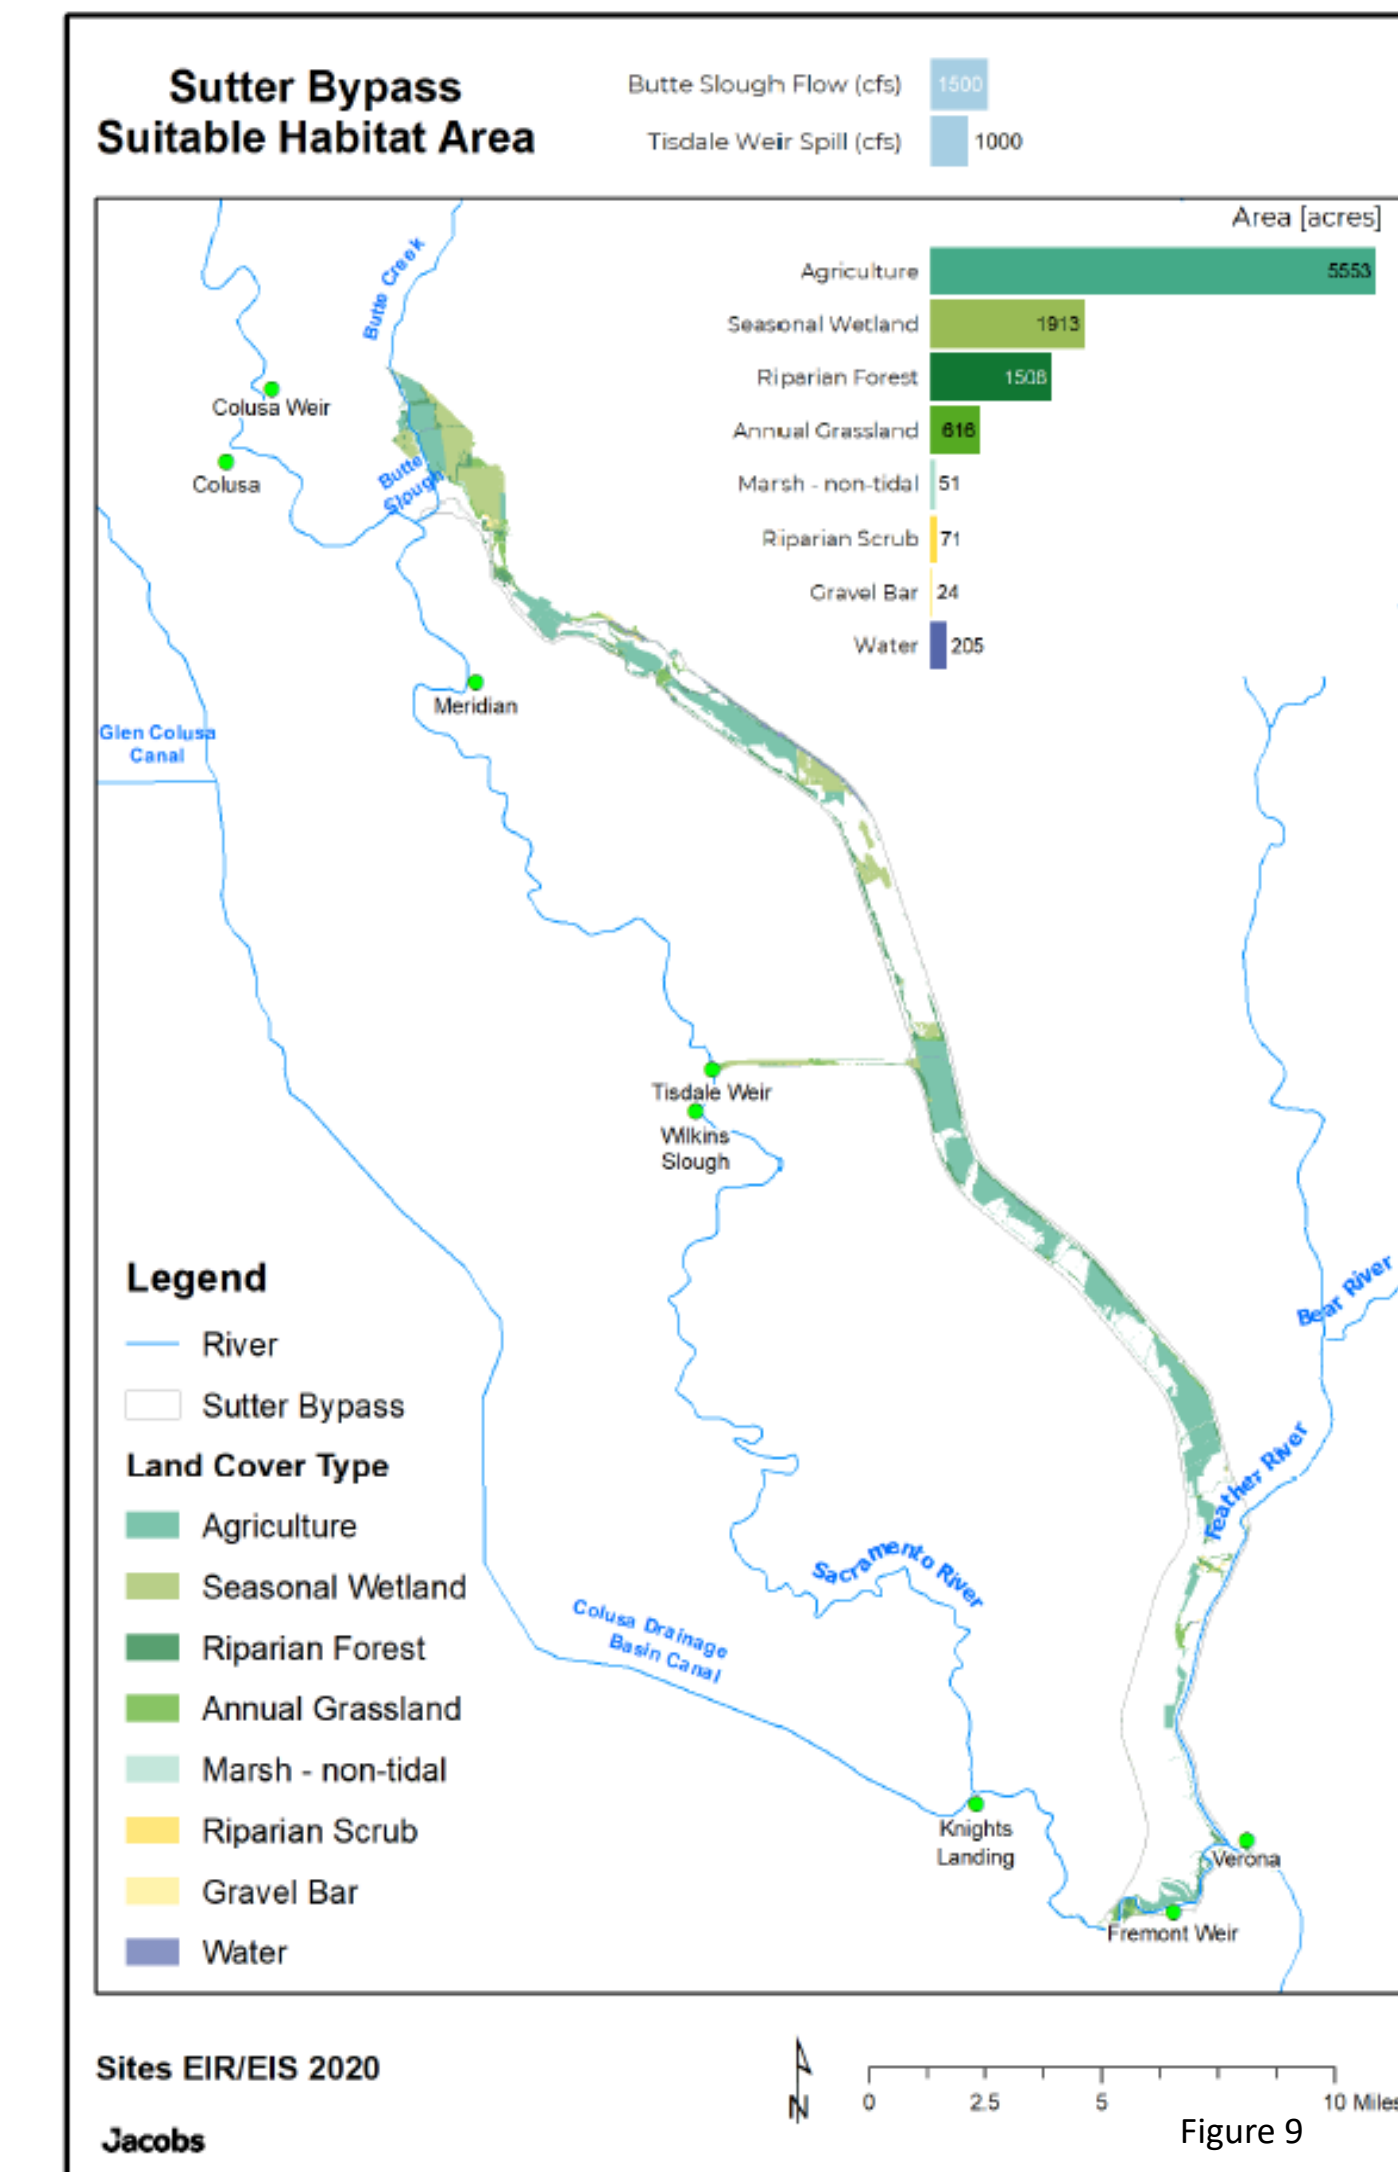 Sutter Bypass
Suitable Habitat Area
Butte Slough Flow (cfs) 1500
Tisdale Weir Spill (cfs) 1000
Area [acres]
Agriculture 5553
Seasonal Wetland 1913
Riparian Forest 1508
Annual Grassland 616
Marsh - non-tidal 51
Riparian Scrub 71
Gravel Bar 24
Water 205
Butte Creek
Colusa Weir
Colusa
Butte
Slough
Meridian
Glen Colusa
Canal
Tisdale Weir
Wilkins
Slough
Bear River
Feather River
Sacramento River
Colusa Drainage
Basin Canal
Knights
Landing
Verona
Fremont Weir
Legend
River
Sutter Bypass
Land Cover Type
Agriculture
Seasonal Wetland
Riparian Forest
Annual Grassland
Marsh - non-tidal
Riparian Scrub
Gravel Bar
Water
Sites EIR/EIS 2020
Jacobs
N
0 2.5 5 10 Miles
Figure 9